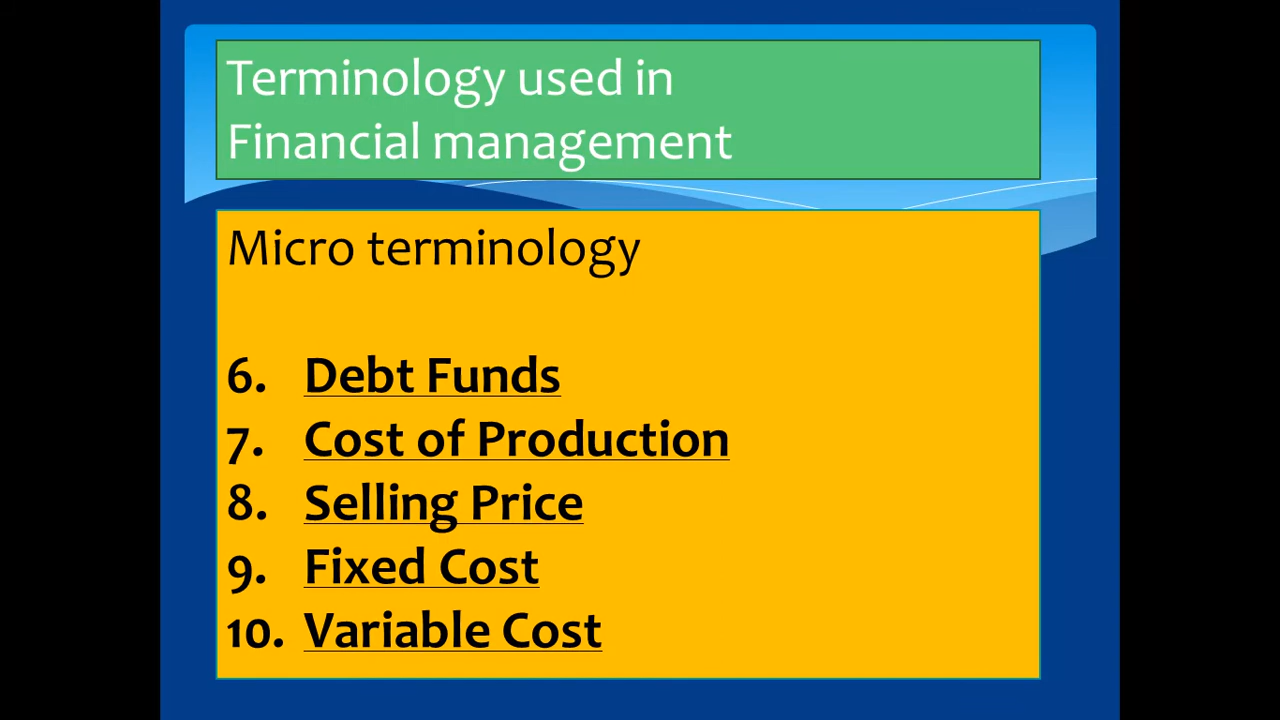 Terminology used in
Financial management
Micro terminology
6. Debt Funds
7. Cost of Production
8. Selling Price
9. Fixed Cost
10. Variable Cost